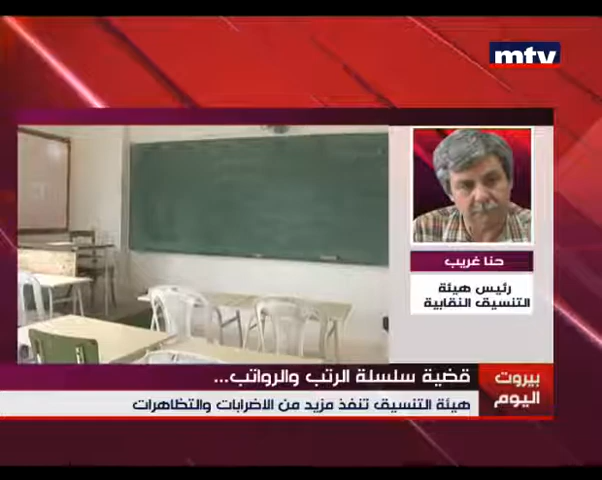 mtv
حنا غريب
رئيس هيئة
التنسيق النقابية
بيروت
اليوم
قضية سلسلة الرتب والرواتب...
هيئة التنسيق تنفذ مزيد من الاضرابات والتظاهرات